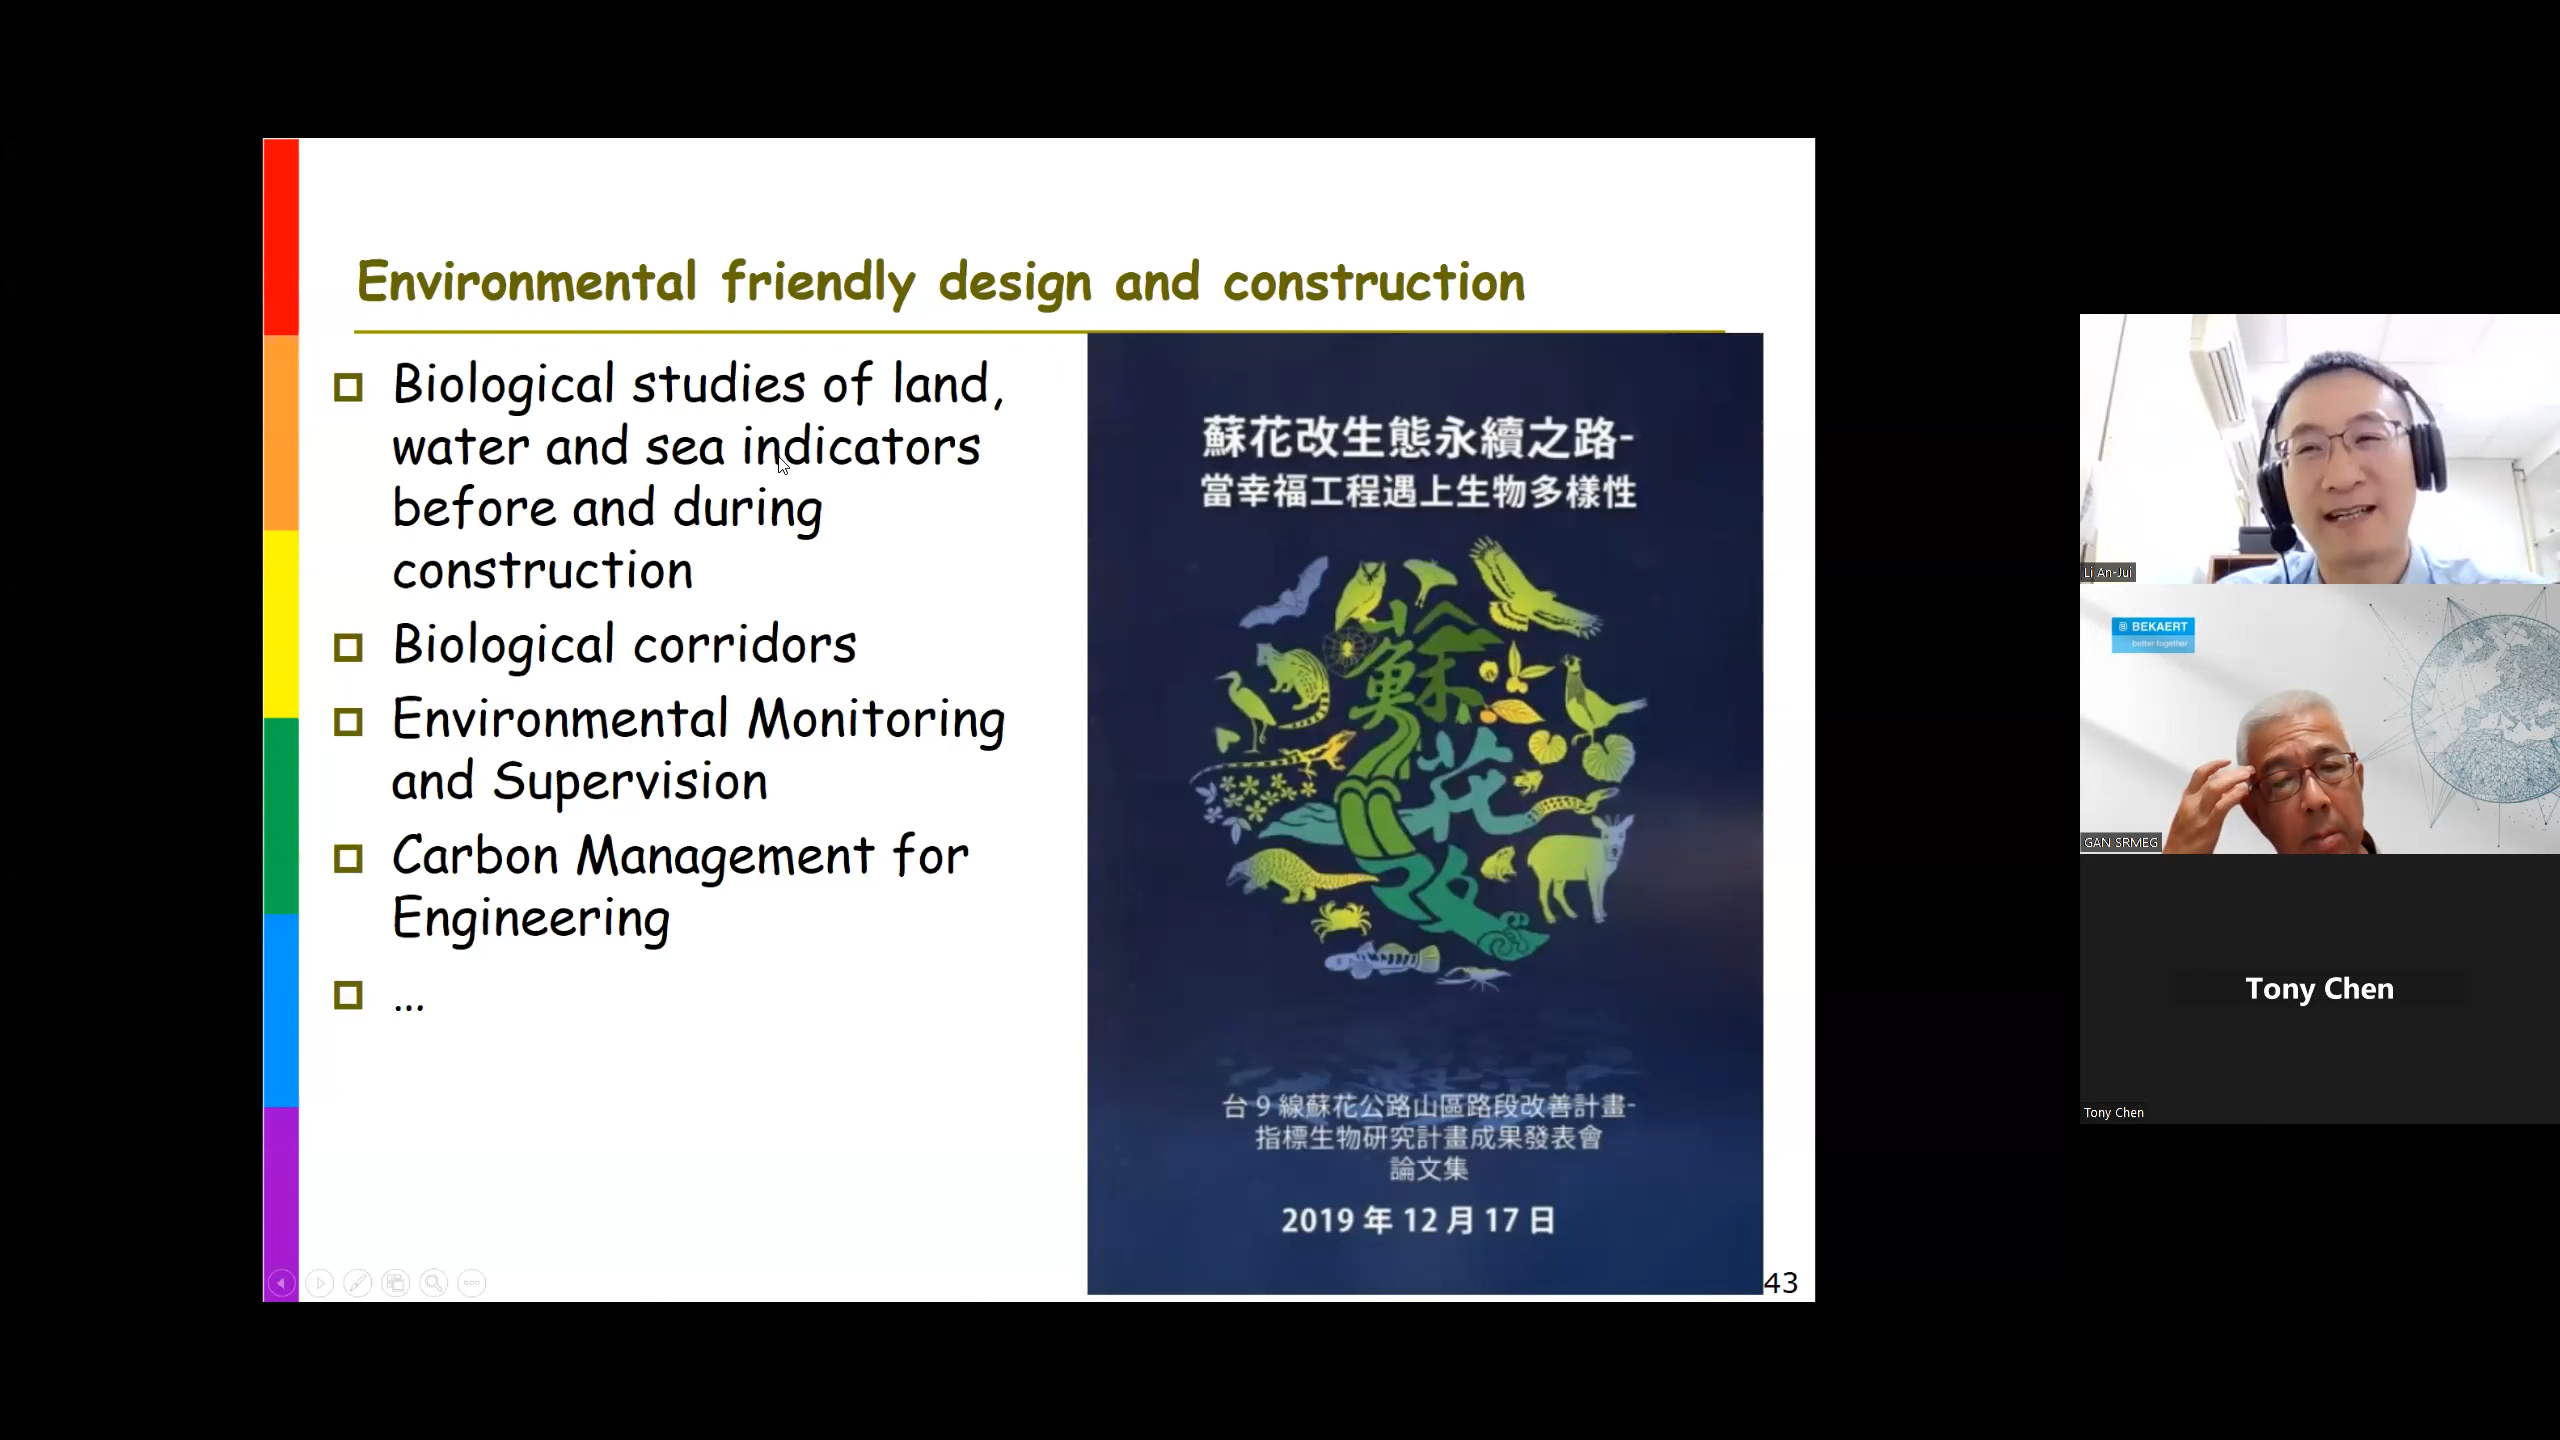 Environmental friendly design and construction
Biological studies of land,
water and sea indicators
before and during
construction
Biological corridors
Environmental Monitoring
and Supervision
Carbon Management for
Engineering
...
蘇花改生態永續之路-
當幸福工程遇上生物多樣性
蘇
花
改
台9線蘇花公路山區路段改善計畫-
指標生物研究計畫成果發表會
論文集
2019年12月17日
43
Li An-Jui
BEKAERT
better together
GAN SRMEG
Tony Chen
Tony Chen